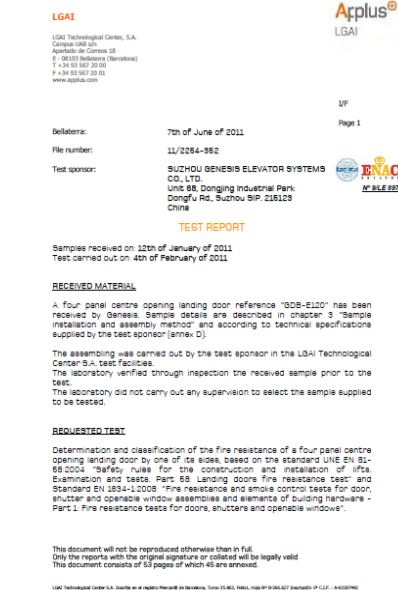 LGAI
Applus⊕
LGAI
LGAI Technological Center, S.A.
Campus UAB s/n
Apartado de Correos 18
E - 08193 Bellaterra (Barcelona)
T +34 93 567 20 00
F +34 93 567 20 01
www.applus.com
1/F
Page 1
Bellaterra: 7th of June of 2011
File number: 11/2254-352
Test sponsor: SUZHOU GENESIS ELEVATOR SYSTEMS
CO., LTD.
Unit 68, Dongjing Industrial Park
Dongfu Rd., Suzhou SIP. 215123
China
ENAC
TEST REPORT
Samples received on: 12th of January of 2011
Test carried out on: 4th of February of 2011
RECEIVED MATERIAL
A four panel centre opening landing door reference "GDB-E120" has been
received by Genesis. Sample details are described in chapter 3 "Sample
installation and assembly method" and according to technical specifications
supplied by the test sponsor (annex D).
The assembling was carried out by the test sponsor in the LGAI Technological
Center S.A. test facilities.
The laboratory verified through inspection the received sample prior to the
test.
The laboratory did not carry out any supervision to select the sample supplied
to be tested.
REQUESTED TEST
Determination and classification of the fire resistance of a four panel centre
opening landing door by one of its sides, based on the standard UNE EN 81-
58:2004 "Safety rules for the construction and installation of lifts.
Examination and tests. Part 58: Landing doors fire resistance test" and
Standard EN 1634-1:2008: "Fire resistance and smoke control tests for door,
shutter and openable window assemblies and elements of building hardware -
Part 1: Fire resistance tests for doors, shutters and openable windows".
This document will not be reproduced otherwise than in full.
Only the reports with the original signature or collated will be legally valid
This document consists of 53 pages of which 45 are annexed.